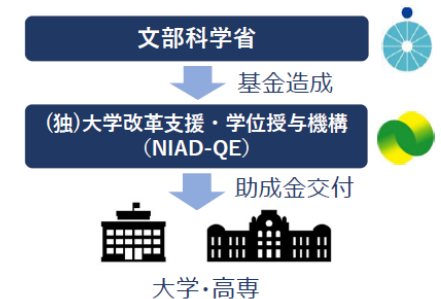 文部科学省
基金造成
(独)大学改革支援・学位授与機構
(NIAD-QE)
助成金交付
大学・高専